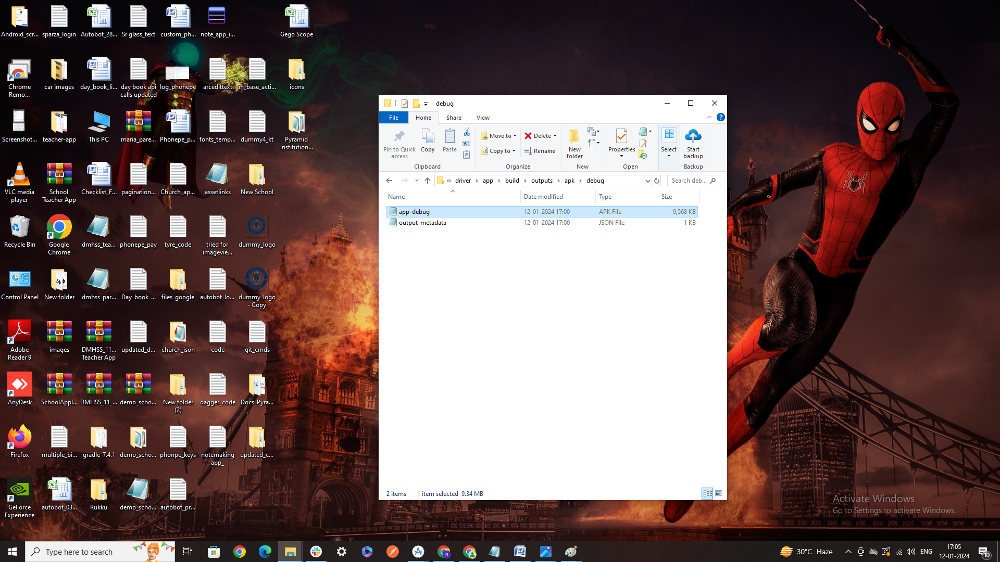 Android_scr...
sparza_login
Autobot_28...
Sr glass_text
custom_ph...
note_app_i...
Gego Scope
Chrome
Remo...
car images
day_book_li...
day book api
calls updated
log_phonepe
arcedittext
in_base_acti...
icons
Screenshot...
teacher-app
This PC
maria_pare...
Phonepe_p...
fonts_temp...
dummy4_kt
Pyramid
Institution...
VLC media
player
School
Teacher App
Checklist_F...
pagination...
Church_ap...
assetlinks
New School
Recycle Bin
Google
Chrome
dmhss_tea...
phonepe_pay
tyre_code
tried for
imagevie...
dummy_logo
Control Panel
New folder
dmhss_par...
Day_book_...
files_google
autobot_lo...
dummy_logo
- Copy
Adobe
Reader 9
images
DMHSS_11...
Teacher App
updated_d...
church_json
code
git_cmds
AnyDesk
SchoolAppl...
DMHSS_11_...
demo_scho...
New folder
(2)
dagger_code
Docs_Pyra...
Firefox
multiple_bi...
gradle-7.4.1
demo_scho...
phonpe_keys
notemaking
app_
updated_c...
GeForce
Experience
autobot_03...
Rukku
demo_scho...
autobot_pr...
debug
File Home Share View
Pin to Quick
access
Copy
Paste
Move to
Copy to
Delete
Rename
New
folder
Properties
Select
Start
backup
Clipboard Organize New Open Backup
« driver > app > build > outputs > apk > debug
Search deb...
Name Date modified Type Size
app-debug 12-01-2024 17:00 APK File 9,568 KB
output-metadata 12-01-2024 17:00 JSON File 1 KB
2 items 1 item selected 9.34 MB
Activate Windows
Go to Settings to activate Windows.
Type here to search
30°C Haze
ENG
17:05
12-01-2024
10